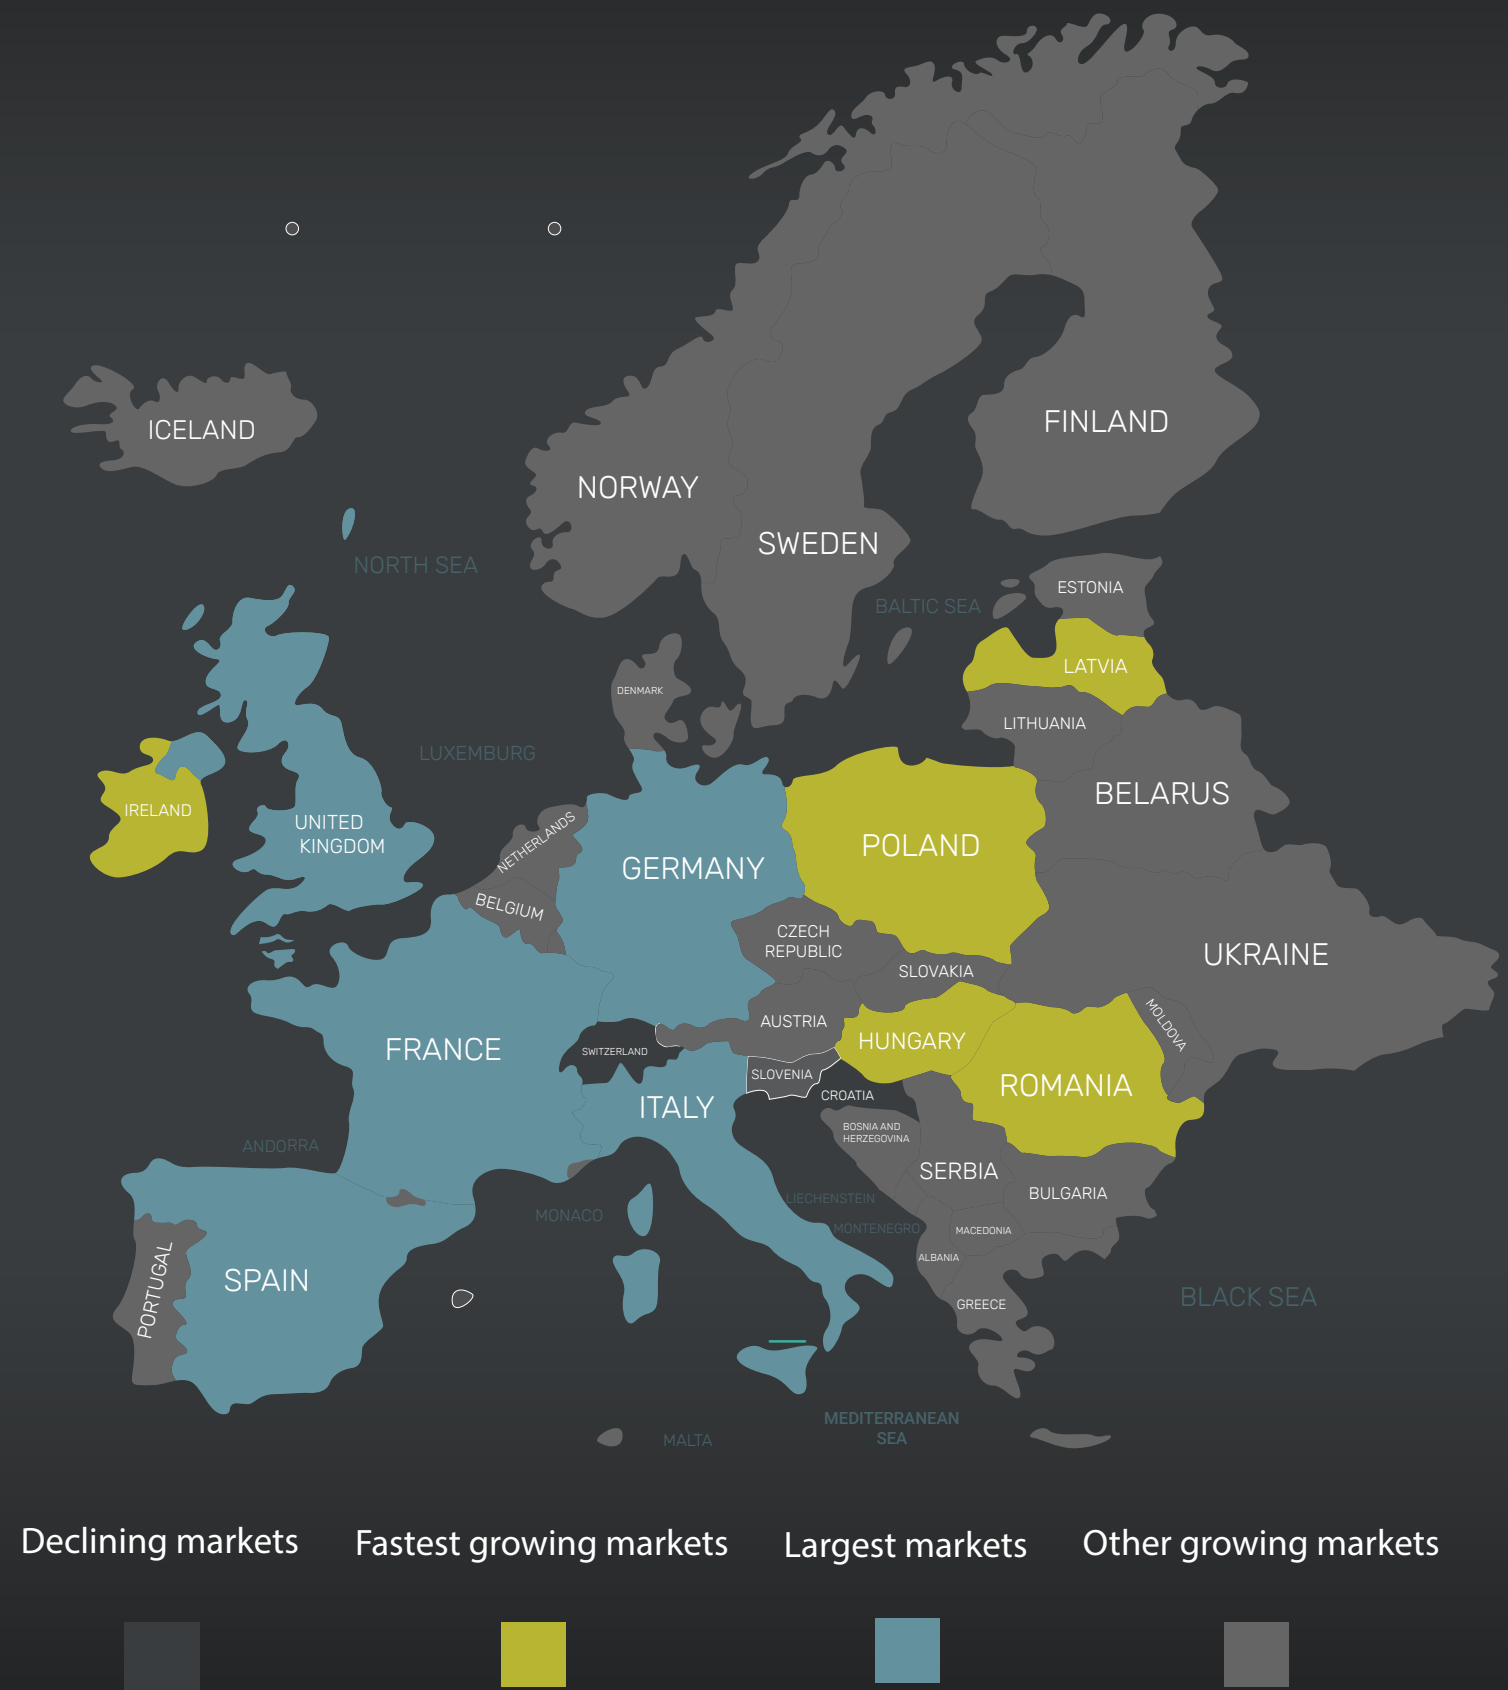 ICELAND
FINLAND
NORWAY
SWEDEN
NORTH SEA
ESTONIA
BALTIC SEA
LATVIA
DENMARK
LITHUANIA
LUXEMBURG
BELARUS
IRELAND
UNITED
KINGDOM
NETHERLANDS
POLAND
GERMANY
BELGIUM
CZECH
REPUBLIC
SLOVAKIA
UKRAINE
AUSTRIA
MOLDOVA
HUNGARY
FRANCE
SWITZERLAND
SLOVENIA
ROMANIA
CROATIA
ITALY
BOSNIA AND
HERZEGOVINA
ANDORRA
SERBIA
BULGARIA
LIECHENSTEIN
MONACO
MONTENEGRO
MACEDONIA
ALBANIA
PORTUGAL
SPAIN
BLACK SEA
GREECE
MEDITERRANEAN
SEA
MALTA
Declining markets
Fastest growing markets
Largest markets
Other growing markets